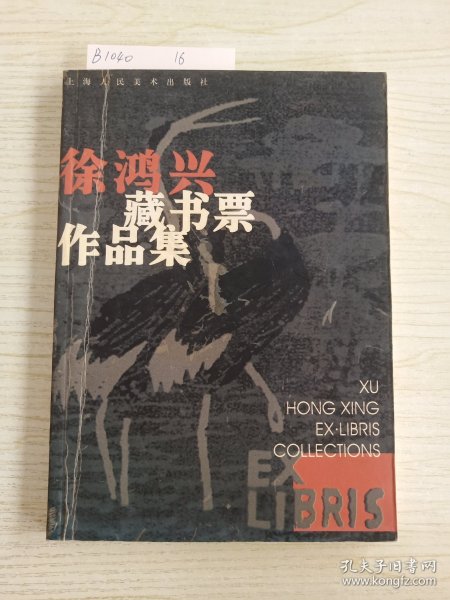 B1040 16
上海人民美术出版社
徐鸿兴
藏书票
作品集
XU
HONG XING
EX·LIBRIS
COLLECTIONS
EX
LIBRIS
孔夫子旧书网
www.kongfz.com